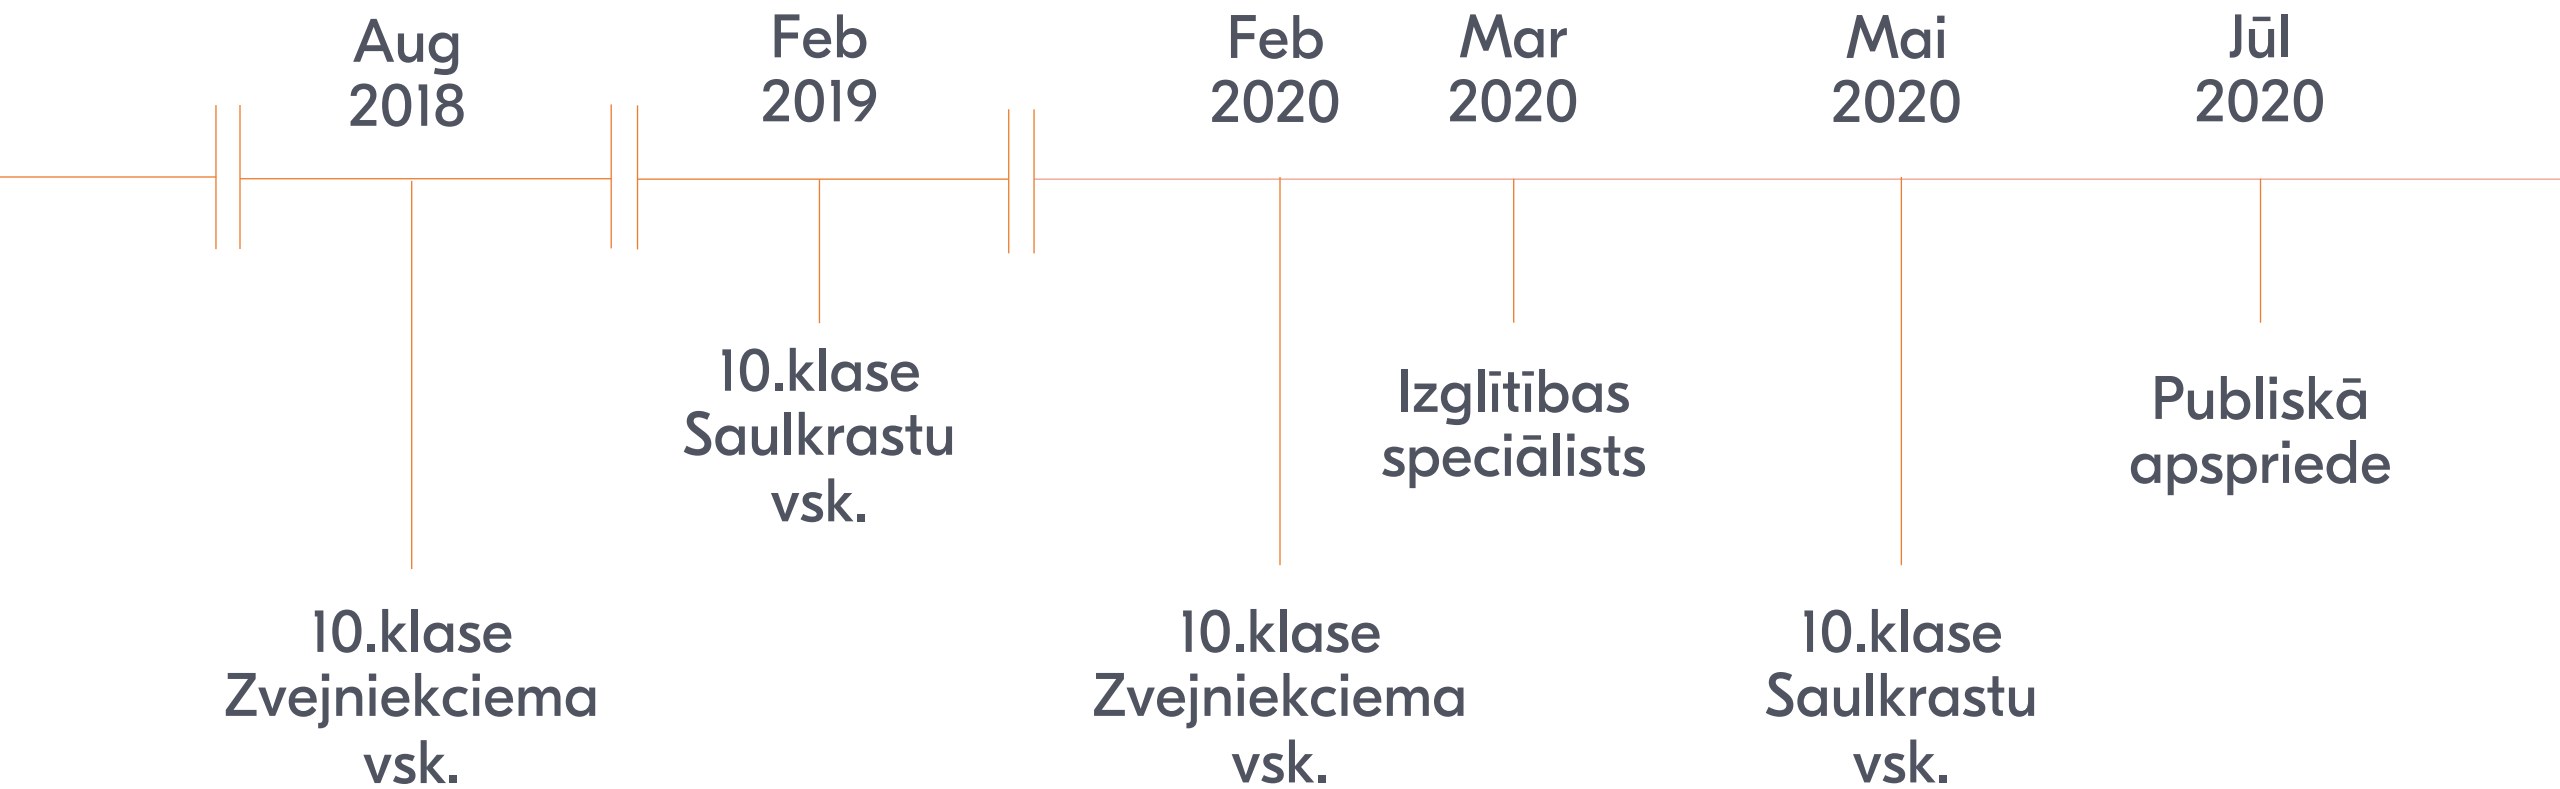 Aug
2018
Feb
2019
Feb
2020
Mar
2020
Mai
2020
Jūl
2020
10.klase
Saulkrastu
vsk.
Izglītības
speciālists
Publiskā
apspriede
10.klase
Zvejniekciema
vsk.
10.klase
Zvejniekciema
vsk.
10.klase
Saulkrastu
vsk.